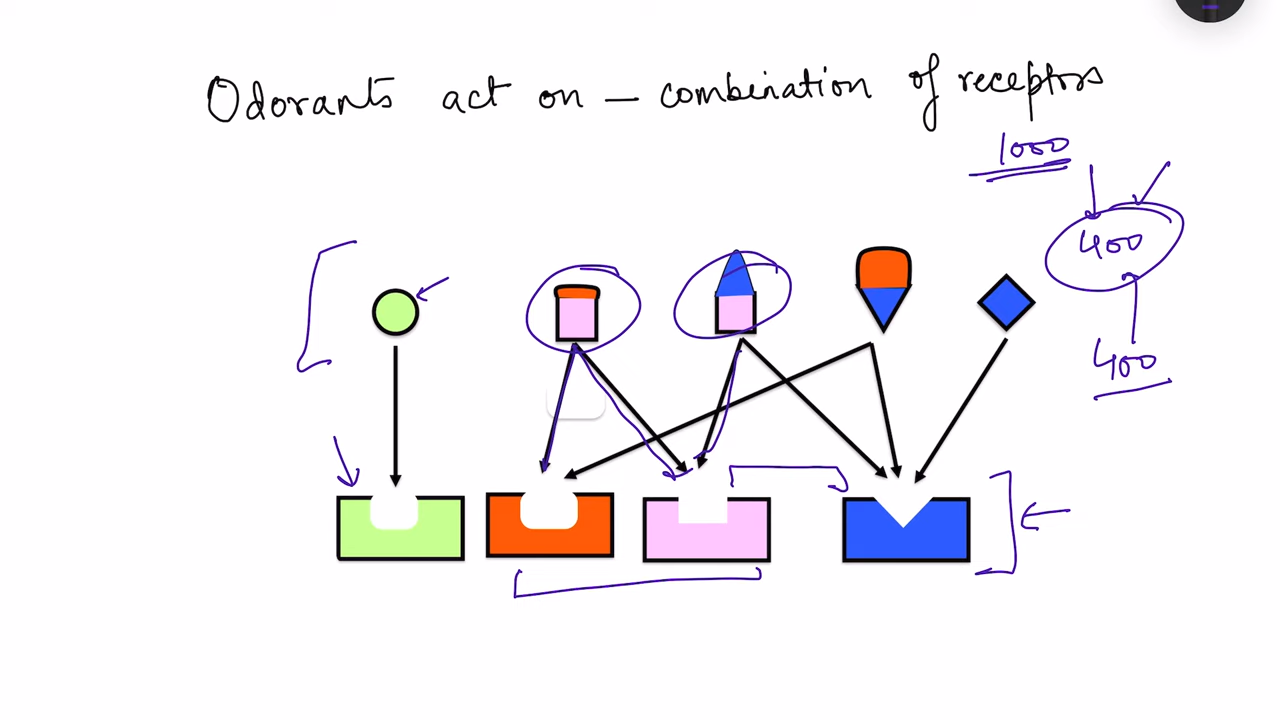 Odorants act on – combination of receptors
1000
400
400